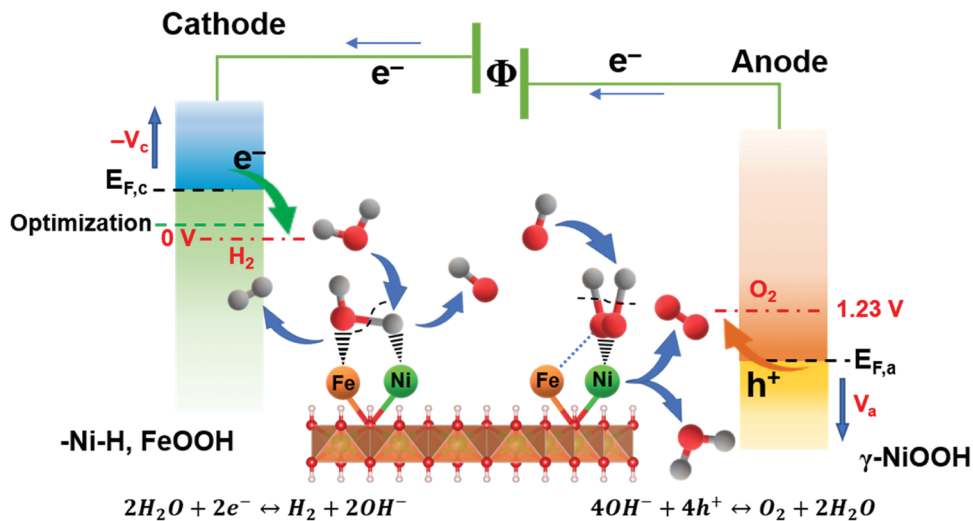 Cathode
Anode
e⁻
Φ
e⁻
–Vc
e⁻
E_F,c
Optimization
0 V
H₂
O₂
1.23 V
E_F,a
h⁺
Vₐ
Fe
Ni
Fe
Ni
-Ni-H, FeOOH
γ-NiOOH
2H₂O + 2e⁻ ↔ H₂ + 2OH⁻
4OH⁻ + 4h⁺ ↔ O₂ + 2H₂O